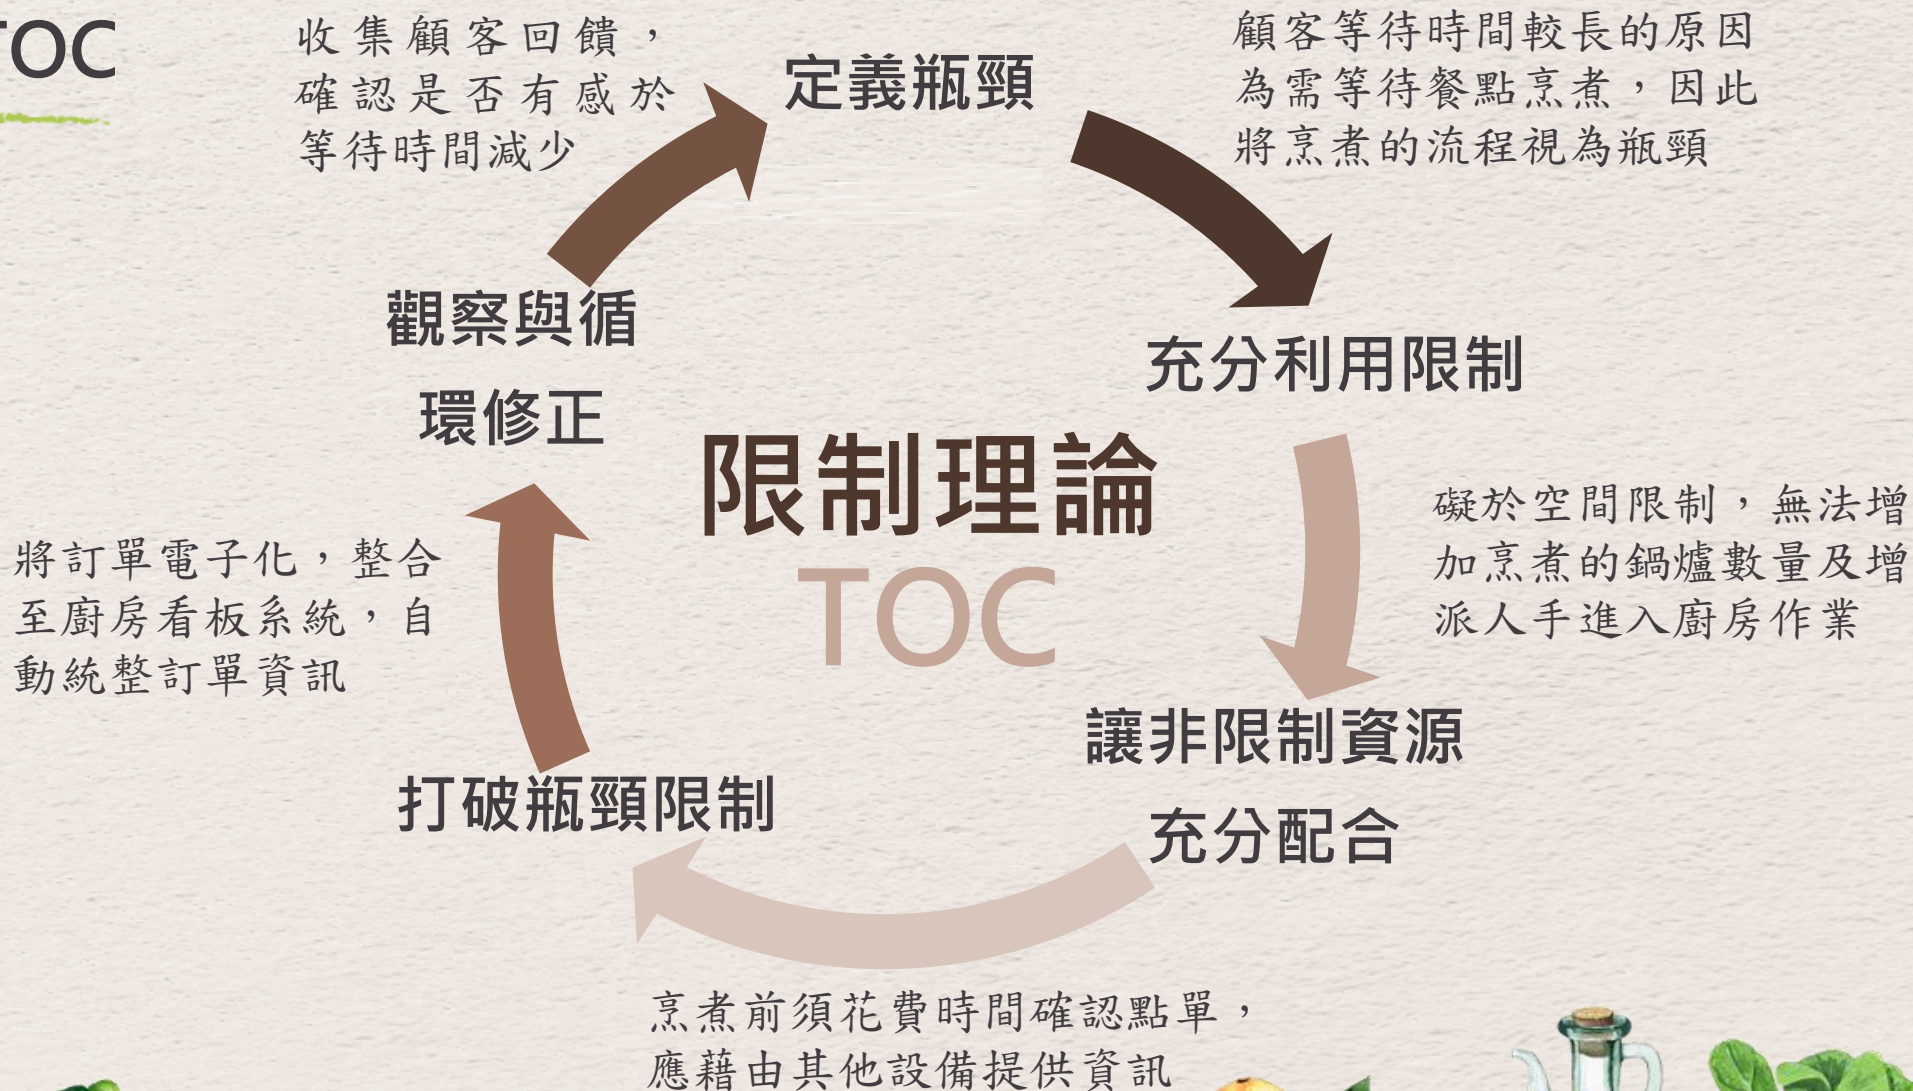 TOC
定義瓶頸
顧客等待時間較長的原因
為需等待餐點烹煮，因此
將烹煮的流程視為瓶頸
充分利用限制
礙於空間限制，無法增
加烹煮的鍋爐數量及增
派人手進入廚房作業
讓非限制資源
充分配合
烹煮前須花費時間確認點單，
應藉由其他設備提供資訊
打破瓶頸限制
將訂單電子化，整合
至廚房看板系統，自
動統整訂單資訊
觀察與循
環修正
收集顧客回饋，
確認是否有感於
等待時間減少
限制理論
TOC